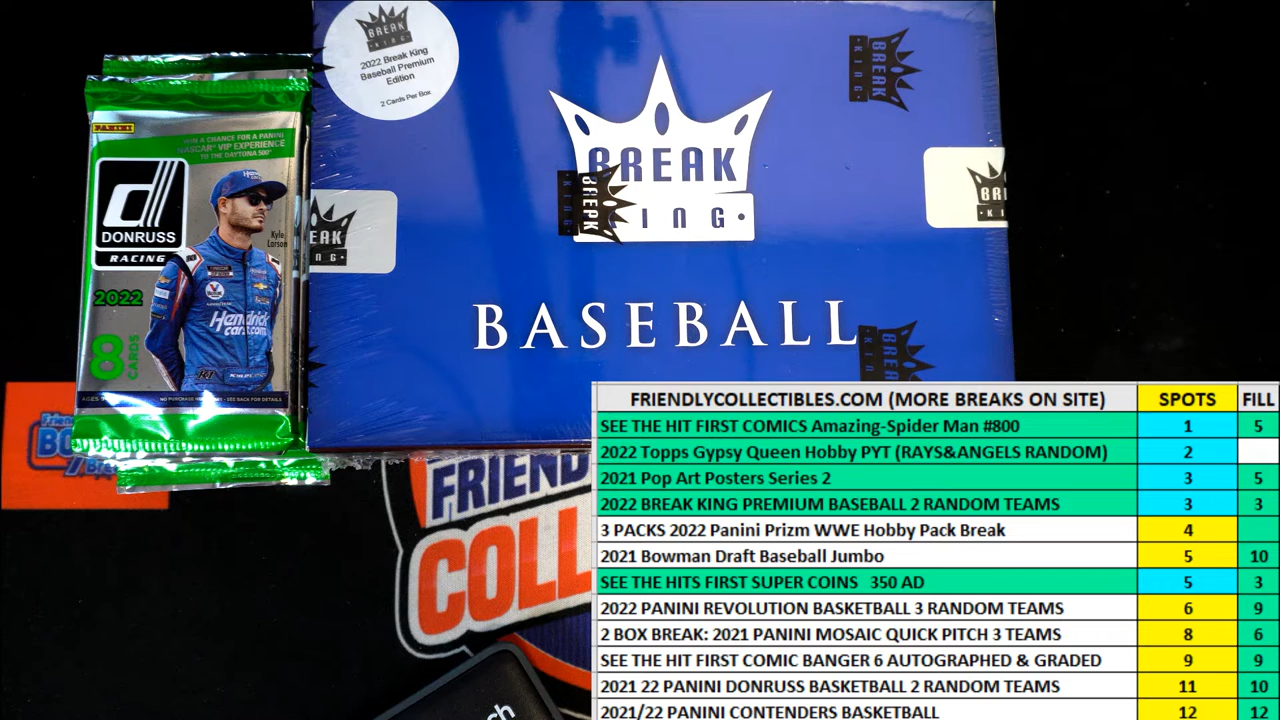 BREAK
KING
2022 Break King
Baseball Premium
Edition
2 Cards Per Box
BREAK
KING
BREAK
KING
BASEBALL
PANINI
WIN A CHANCE FOR A PANINI
NASCAR VIP EXPERIENCE
TO THE DAYTONA 500
DONRUSS
RACING
Kyle
Larson
2022
8
CARDS
Hendrick
cars.com
FRIEND
COLL
FRIENDLYCOLLECTIBLES.COM (MORE BREAKS ON SITE) SPOTS FILL
SEE THE HIT FIRST COMICS Amazing-Spider Man #800 1 5
2022 Topps Gypsy Queen Hobby PYT (RAYS&ANGELS RANDOM) 2
2021 Pop Art Posters Series 2 3 5
2022 BREAK KING PREMIUM BASEBALL 2 RANDOM TEAMS 3 3
3 PACKS 2022 Panini Prizm WWE Hobby Pack Break 4
2021 Bowman Draft Baseball Jumbo 5 10
SEE THE HITS FIRST SUPER COINS 350 AD 5 3
2022 PANINI REVOLUTION BASKETBALL 3 RANDOM TEAMS 6 9
2 BOX BREAK: 2021 PANINI MOSAIC QUICK PITCH 3 TEAMS 8 6
SEE THE HIT FIRST COMIC BANGER 6 AUTOGRAPHED & GRADED 9 9
2021 22 PANINI DONRUSS BASKETBALL 2 RANDOM TEAMS 11 10
2021/22 PANINI CONTENDERS BASKETBALL 12 12